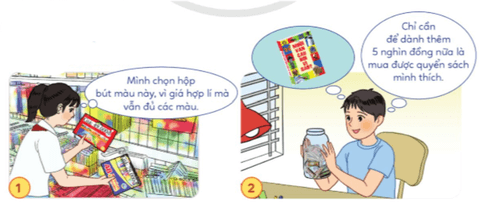 Mình chọn hộp
bút màu này, vì giá hợp lí mà
vẫn đủ các màu.
1
Chỉ cần
để dành thêm
5 nghìn đồng nữa là
mua được quyển sách
mình thích.
2